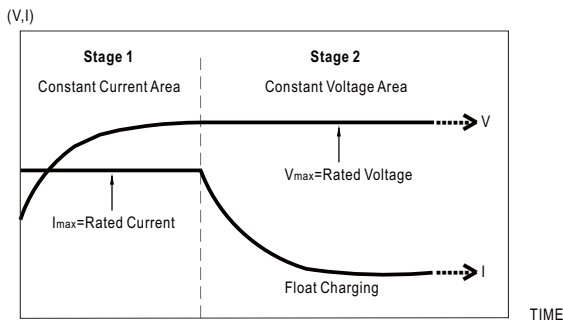 (V,I)
Stage 1
Stage 2
Constant Current Area
Constant Voltage Area
V
Vmax=Rated Voltage
Imax=Rated Current
I
Float Charging
TIME